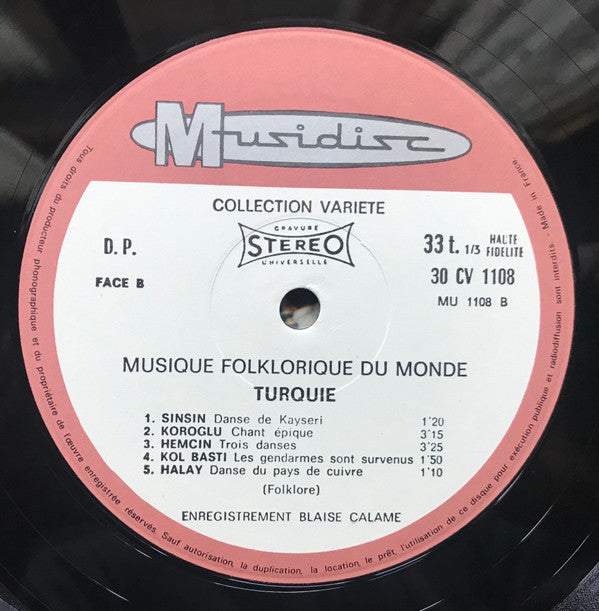 Musidisc
COLLECTION VARIETE
GRAVURE
STEREO
UNIVERSELLE
D.P.
FACE B
33 t. 1/3 HAUTE FIDELITE
30 CV 1108
MU 1108 B
MUSIQUE FOLKLORIQUE DU MONDE
TURQUIE
1. SINSIN Danse de Kayseri 1'20
2. KOROGLU Chant épique 3'15
3. HEMCIN Trois danses 3'25
4. KOL BASTI Les gendarmes sont survenus 1'50
5. HALAY Danse du pays de cuivre 1'10
(Folklore)
ENREGISTREMENT BLAISE CALAME
Tous droits du producteur phonographique et du propriétaire de l'œuvre enregistrée réservés. Sauf autorisation, la duplication, la location, le prêt, l'utilisation de ce disque pour exécution publique et radiodiffusion sont interdits. - Made in France.